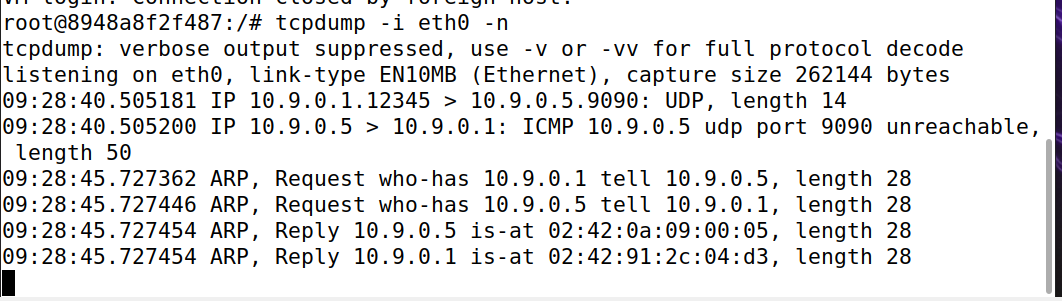 VM login: Connection closed by foreign host.
root@8948a8f2f487:/# tcpdump -i eth0 -n
tcpdump: verbose output suppressed, use -v or -vv for full protocol decode
listening on eth0, link-type EN10MB (Ethernet), capture size 262144 bytes
09:28:40.505181 IP 10.9.0.1.12345 > 10.9.0.5.9090: UDP, length 14
09:28:40.505200 IP 10.9.0.5 > 10.9.0.1: ICMP 10.9.0.5 udp port 9090 unreachable,
 length 50
09:28:45.727362 ARP, Request who-has 10.9.0.1 tell 10.9.0.5, length 28
09:28:45.727446 ARP, Request who-has 10.9.0.5 tell 10.9.0.1, length 28
09:28:45.727454 ARP, Reply 10.9.0.5 is-at 02:42:0a:09:00:05, length 28
09:28:45.727454 ARP, Reply 10.9.0.1 is-at 02:42:91:2c:04:d3, length 28